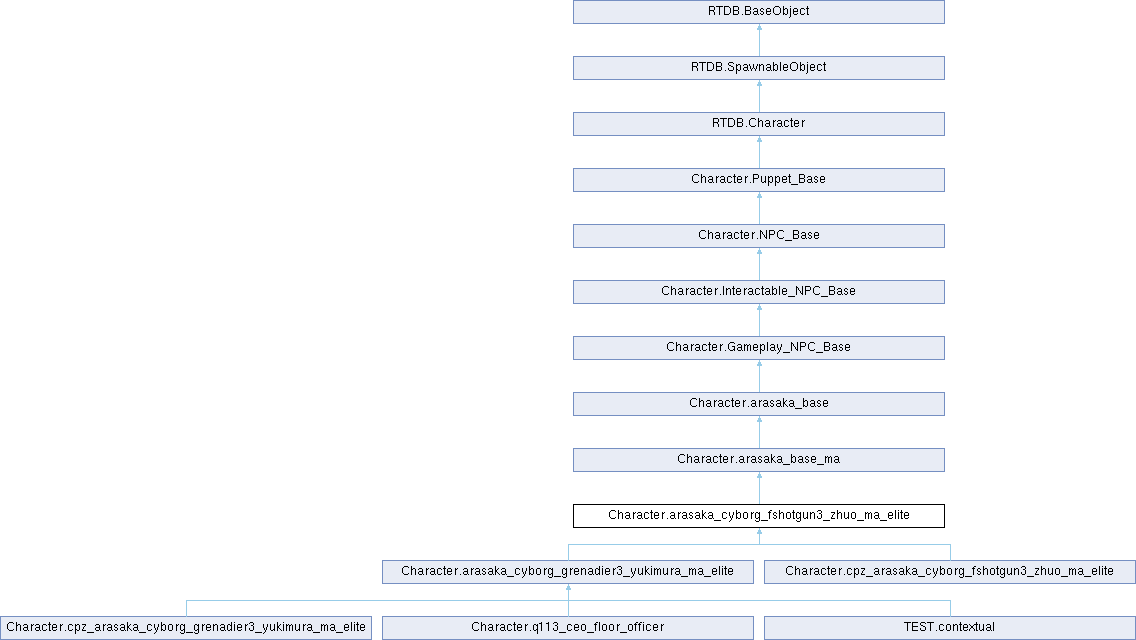 RTDB.BaseObject
RTDB.SpawnableObject
RTDB.Character
Character.Puppet_Base
Character.NPC_Base
Character.Interactable_NPC_Base
Character.Gameplay_NPC_Base
Character.arasaka_base
Character.arasaka_base_ma
Character.arasaka_cyborg_fshotgun3_zhuo_ma_elite
Character.arasaka_cyborg_grenadier3_yukimura_ma_elite
Character.cpz_arasaka_cyborg_fshotgun3_zhuo_ma_elite
Character.cpz_arasaka_cyborg_grenadier3_yukimura_ma_elite
Character.q113_ceo_floor_officer
TEST.contextual